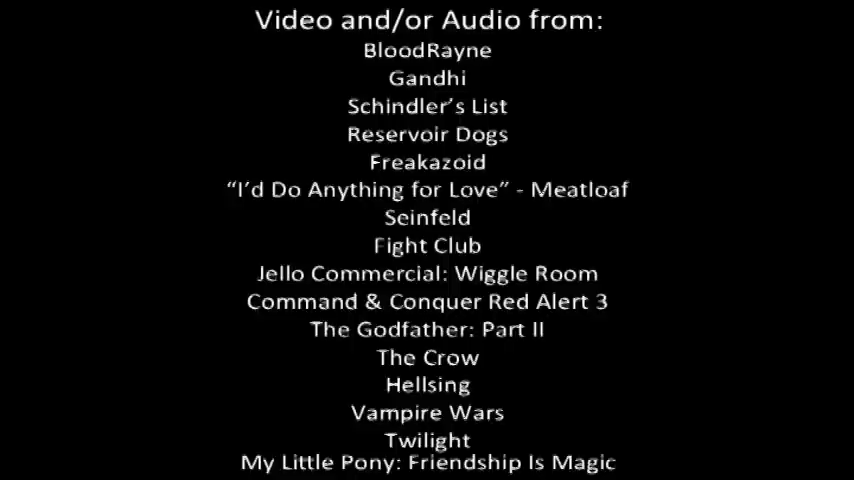 Video and/or Audio from:
BloodRayne
Gandhi
Schindler’s List
Reservoir Dogs
Freakazoid
“I’d Do Anything for Love” - Meatloaf
Seinfeld
Fight Club
Jello Commercial: Wiggle Room
Command & Conquer Red Alert 3
The Godfather: Part II
The Crow
Hellsing
Vampire Wars
Twilight
My Little Pony: Friendship Is Magic